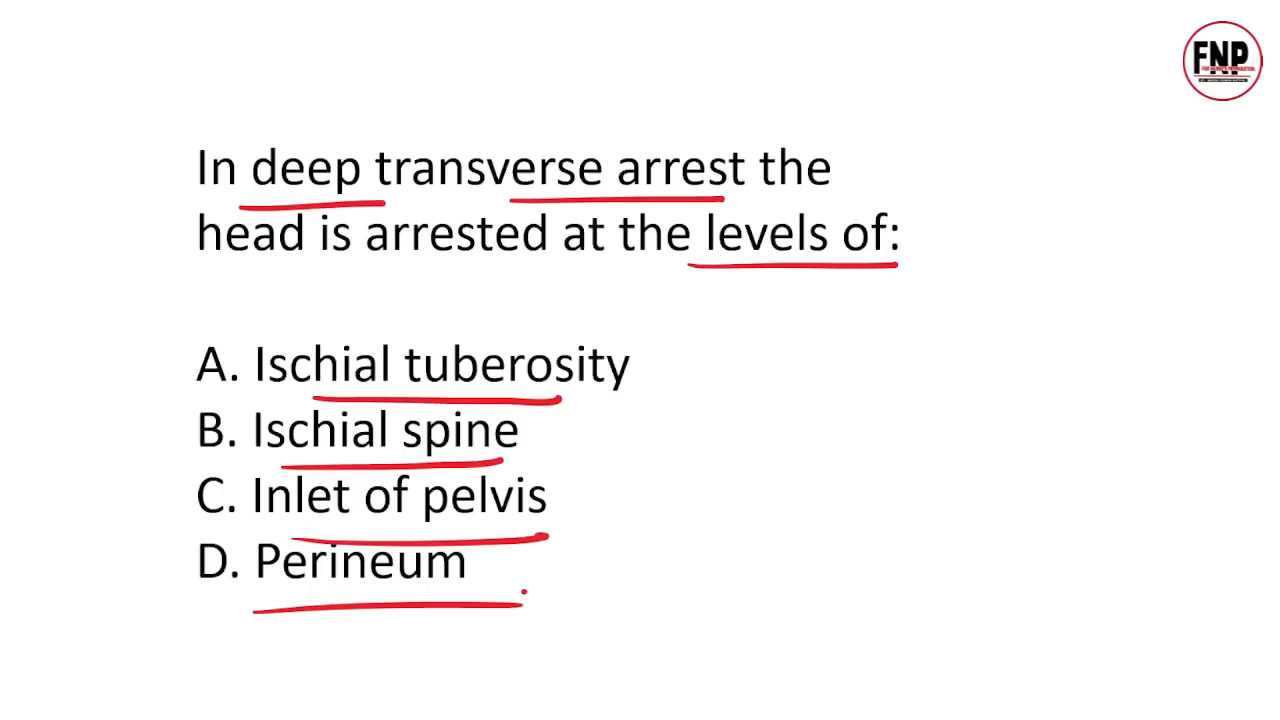 FNP
In deep transverse arrest the
head is arrested at the levels of:
A. Ischial tuberosity
B. Ischial spine
C. Inlet of pelvis
D. Perineum